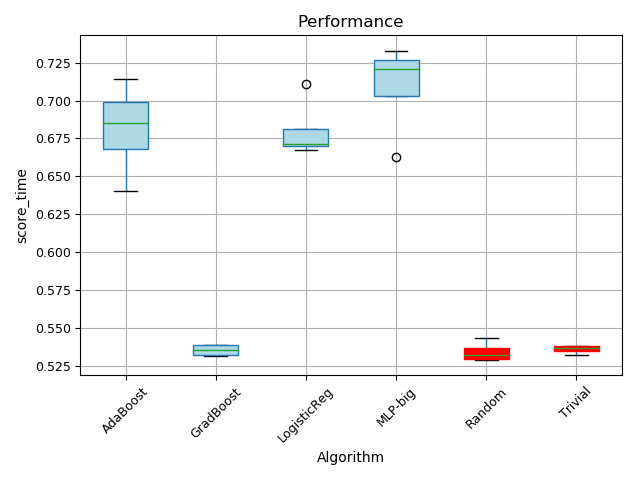 Performance
score_time
0.725
0.700
0.675
0.650
0.625
0.600
0.575
0.550
0.525
AdaBoost
GradBoost
LogisticReg
MLP-big
Random
Trivial
Algorithm